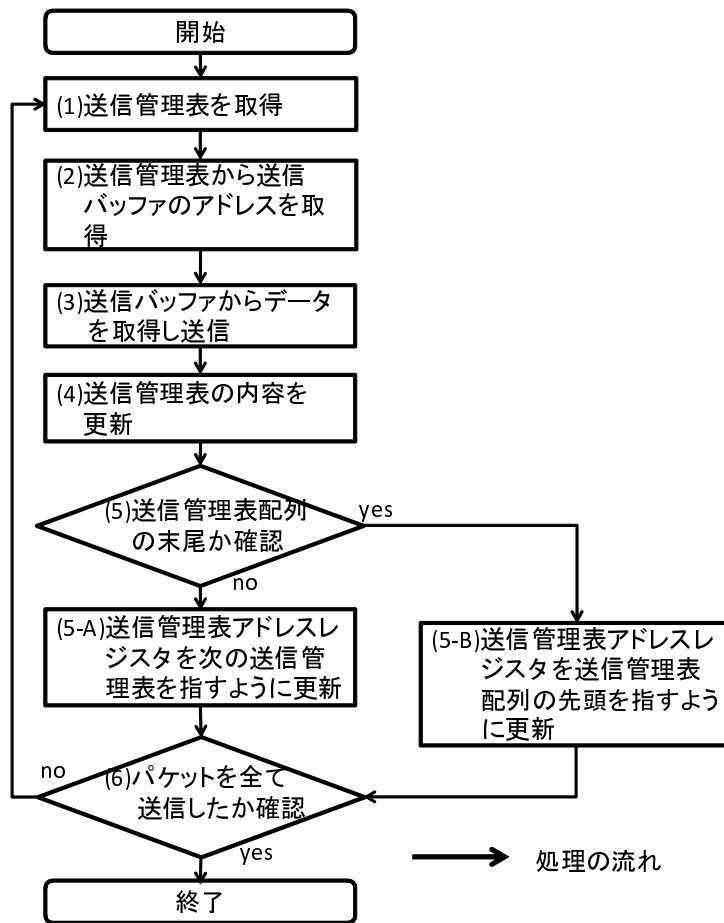 開始
(1)送信管理表を取得
(2)送信管理表から送信
バッファのアドレスを取
得
(3)送信バッファからデータ
を取得し送信
(4)送信管理表の内容を
更新
(5)送信管理表配列
の末尾か確認
yes
no
(5-A)送信管理表アドレスレ
ジスタを次の送信管
理表を指すように更新
(5-B)送信管理表アドレスレ
ジスタを送信管理表
配列の先頭を指すよう
に更新
no
(6)パケットを全て
送信したか確認
yes
処理の流れ
終了